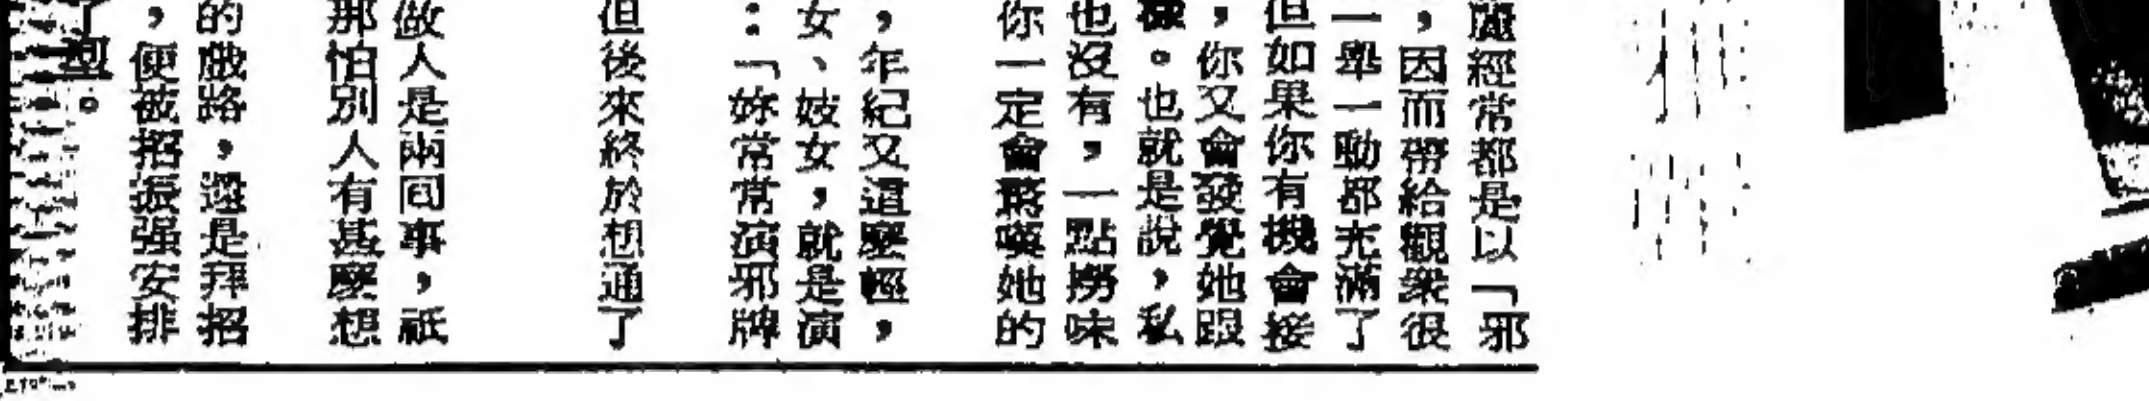 麗經常都是以「邪
，因而帶給觀衆很
一舉一動都充滿了
但如果你有機會接
，你又會發覺她跟
樣。也就是說，私
也沒有，一點撈味
你一定會驚嘆她的
，年紀又這麼輕，
女、妓女，就是演
：「妳常常演邪牌
但後來終於想通了
做人是兩回事，祇
那怕別人有甚麼想
的戲路，還是拜招
，便被招振强安排
了型。